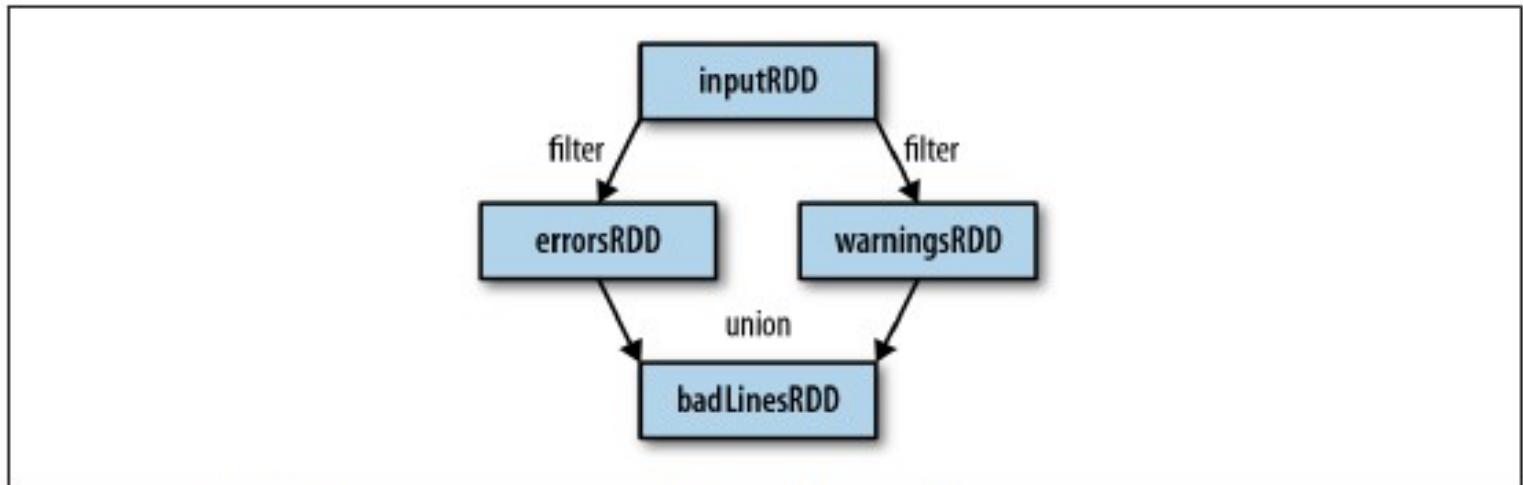 inputRDD
filter
filter
errorsRDD
warningsRDD
union
badLinesRDD